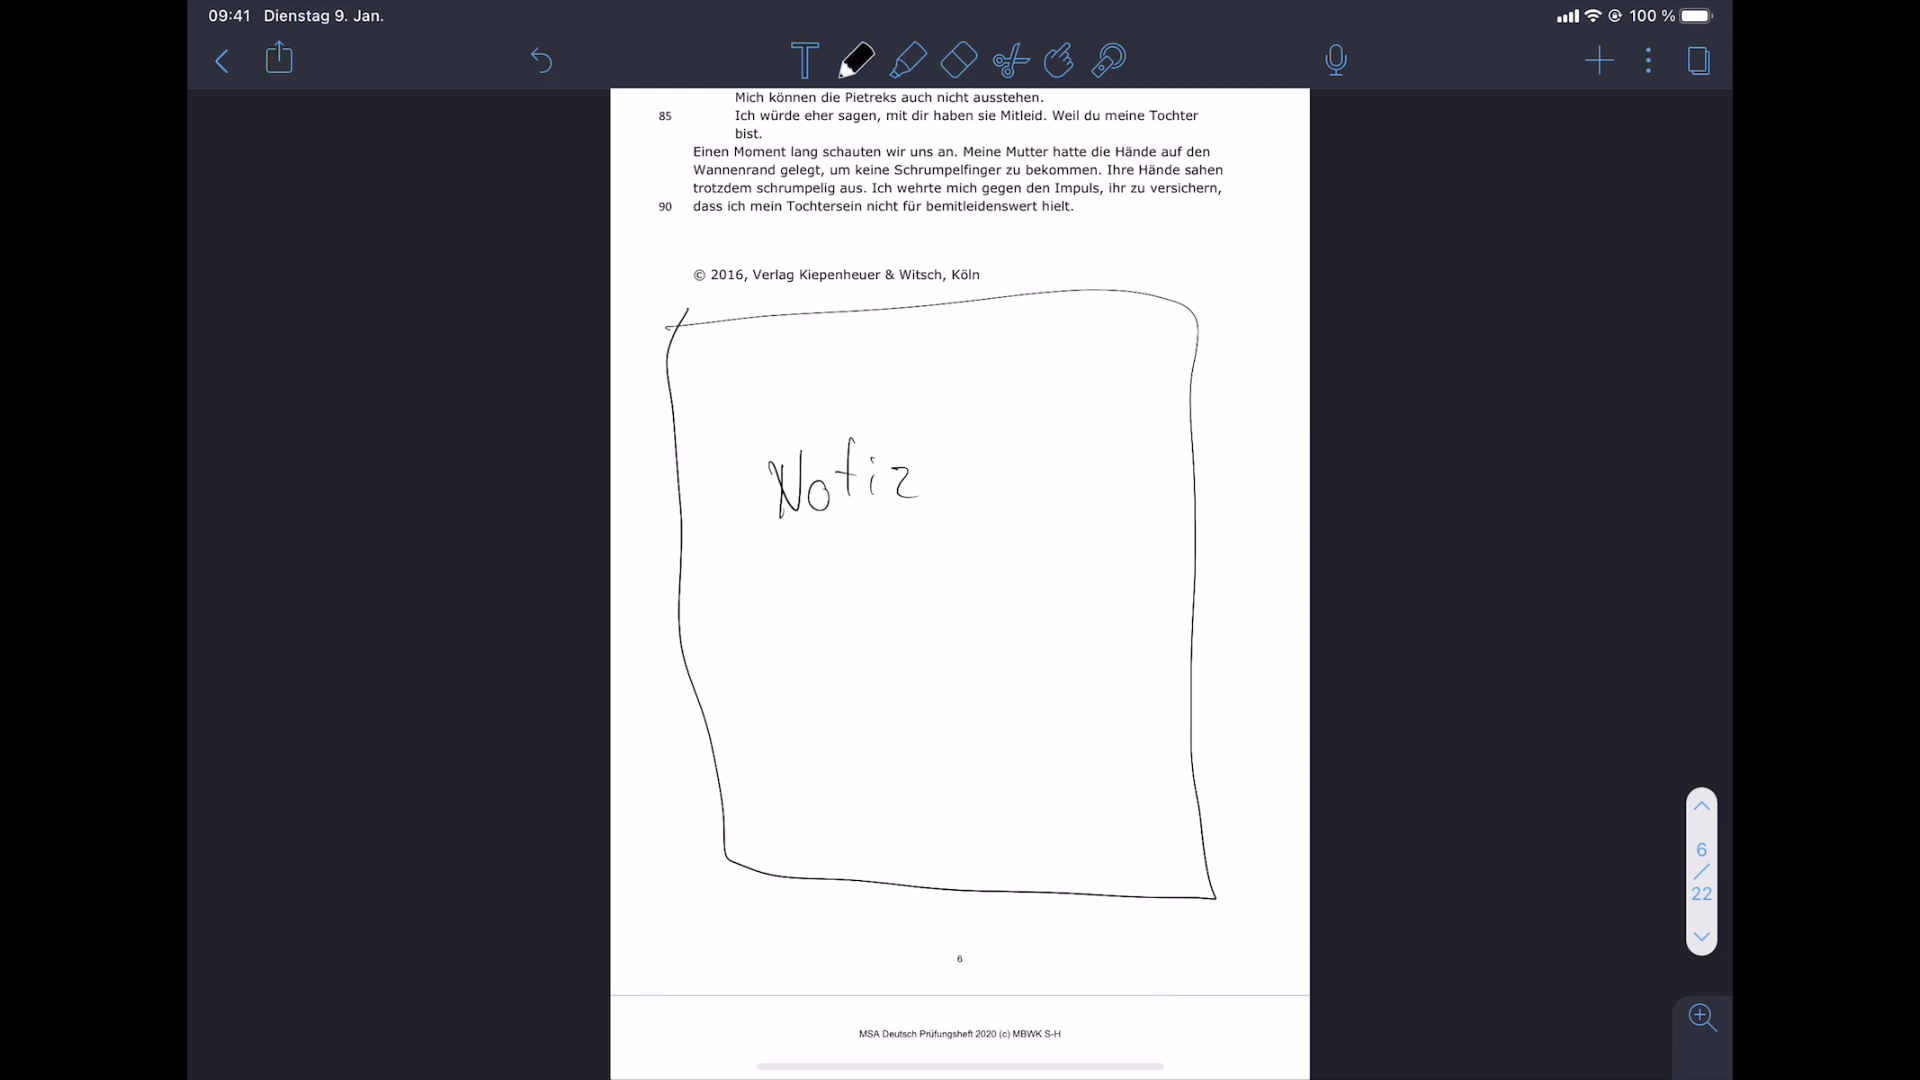 09:41 Dienstag 9. Jan.
100 %
Mich können die Pietreks auch nicht ausstehen.
85 Ich würde eher sagen, mit dir haben sie Mitleid. Weil du meine Tochter
bist.
Einen Moment lang schauten wir uns an. Meine Mutter hatte die Hände auf den
Wannenrand gelegt, um keine Schrumpelfinger zu bekommen. Ihre Hände sahen
trotzdem schrumpelig aus. Ich wehrte mich gegen den Impuls, ihr zu versichern,
90 dass ich mein Tochtersein nicht für bemitleidenswert hielt.
© 2016, Verlag Kiepenheuer & Witsch, Köln
Notiz
6
/
22
6
MSA Deutsch Prüfungsheft 2020 (c) MBWK S-H